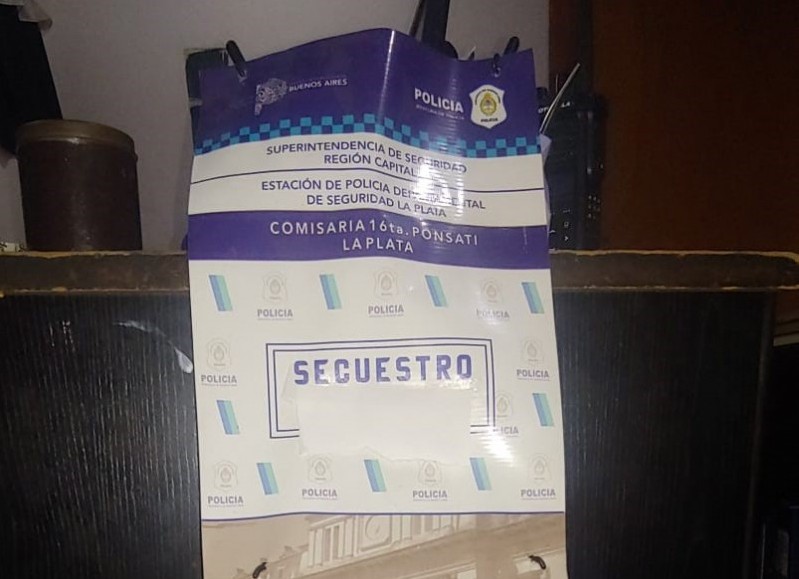 BUENOS AIRES
POLICIA
POLICIA
SUPERINTENDENCIA DE SEGURIDAD
REGIÓN CAPITAL
ESTACIÓN DE POLICIA
DE SEGURIDAD LA PLATA
COMISARIA 16ta. PONSATI
LA PLATA
POLICIA
POLICIA
POLICIA
SECUESTRO
POLICIA
POLICIA
POLICIA
POLICIA
POLICIA
POLICIA